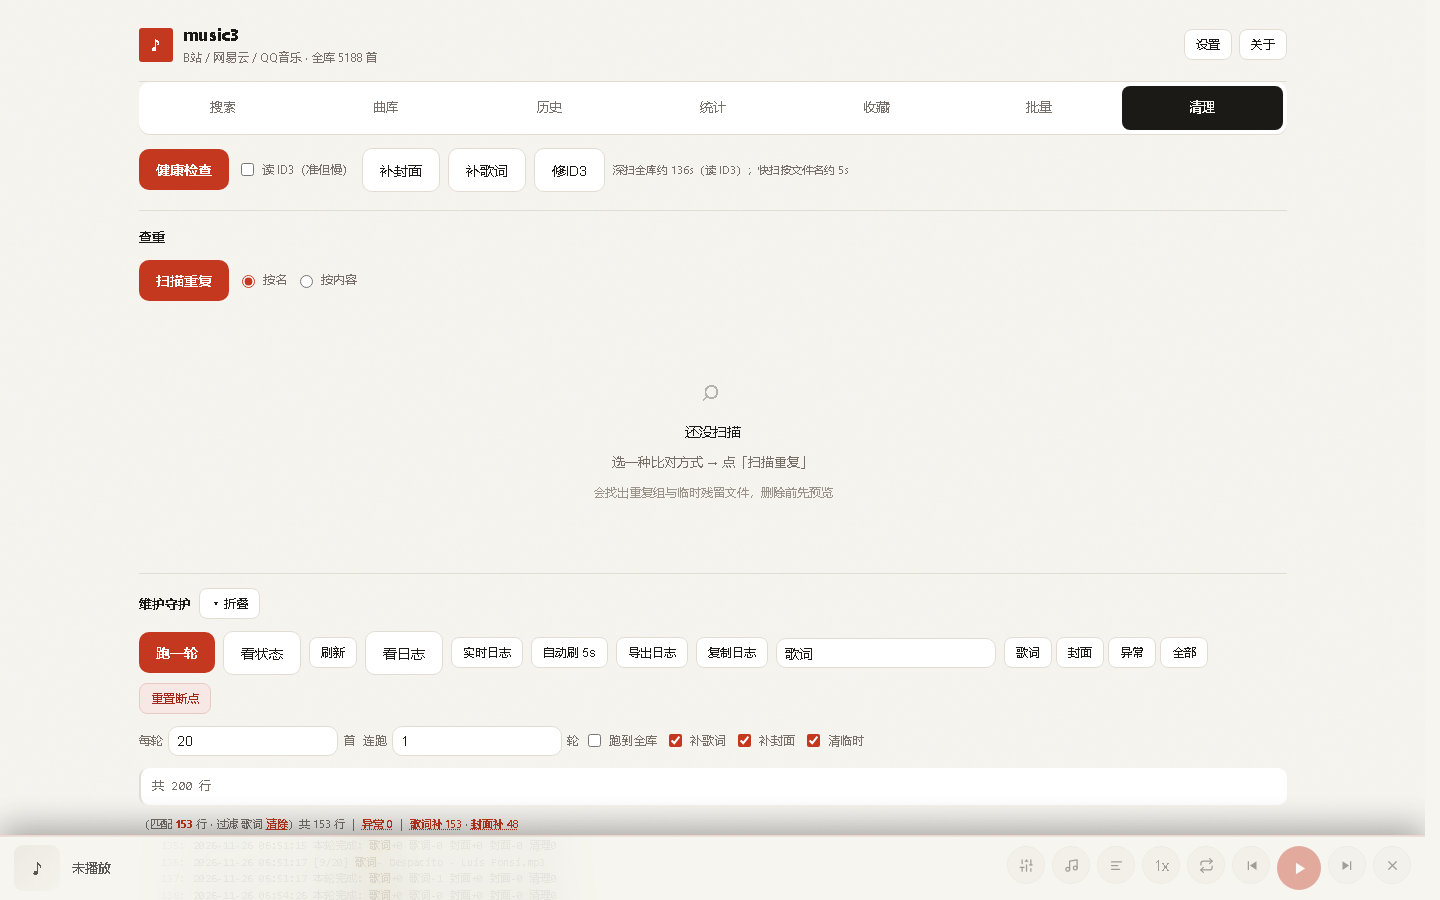 music3
B站 / 网易云 / QQ音乐 · 全库 5188 首
设置
关于
搜索
曲库
历史
统计
收藏
批量
清理
健康检查
读 ID3（准但慢）
补封面
补歌词
修ID3
深扫全库约 136s（读 ID3）；快扫按文件名约 5s
查重
扫描重复
按名
按内容
还没扫描
选一种比对方式 → 点「扫描重复」
会找出重复组与临时残留文件，删除前先预览
维护守护
▾ 折叠
跑一轮
看状态
刷新
看日志
实时日志
自动刷 5s
导出日志
复制日志
歌词
歌词
封面
异常
全部
重置断点
每轮 20 首 连跑 1 轮 跑到全库 补歌词 补封面 清临时
共 200 行
（匹配 153 行 · 过滤 歌词 清除）共 153 行 | 异常 0 | 歌词补 153 · 封面补 48
未播放
1x